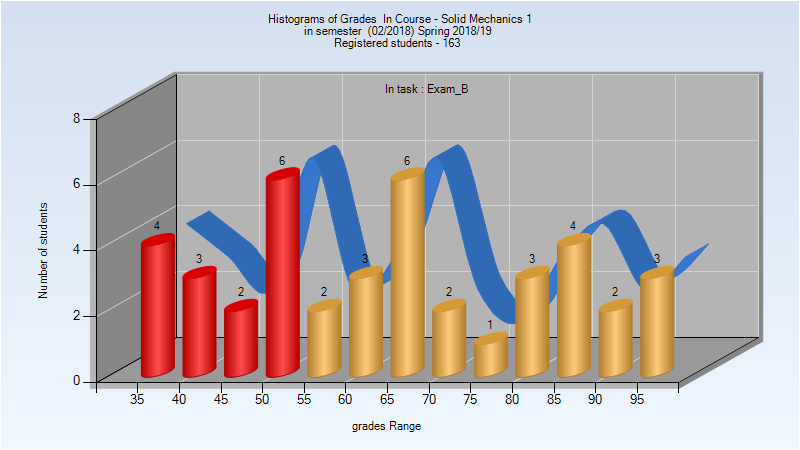 Histograms of Grades  In Course - Solid Mechanics 1
in semester  (02/2018) Spring 2018/19
Registered students - 163
In task : Exam_B
8
6
4
2
0
Number of students
4
3
2
6
2
3
6
2
1
3
4
2
3
35 40 45 50 55 60 65 70 75 80 85 90 95
grades Range